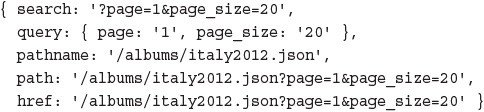 { search: '?page=1&page_size=20',
  query: { page: '1', page_size: '20' },
  pathname: '/albums/italy2012.json',
  path: '/albums/italy2012.json?page=1&page_size=20',
  href: '/albums/italy2012.json?page=1&page_size=20' }